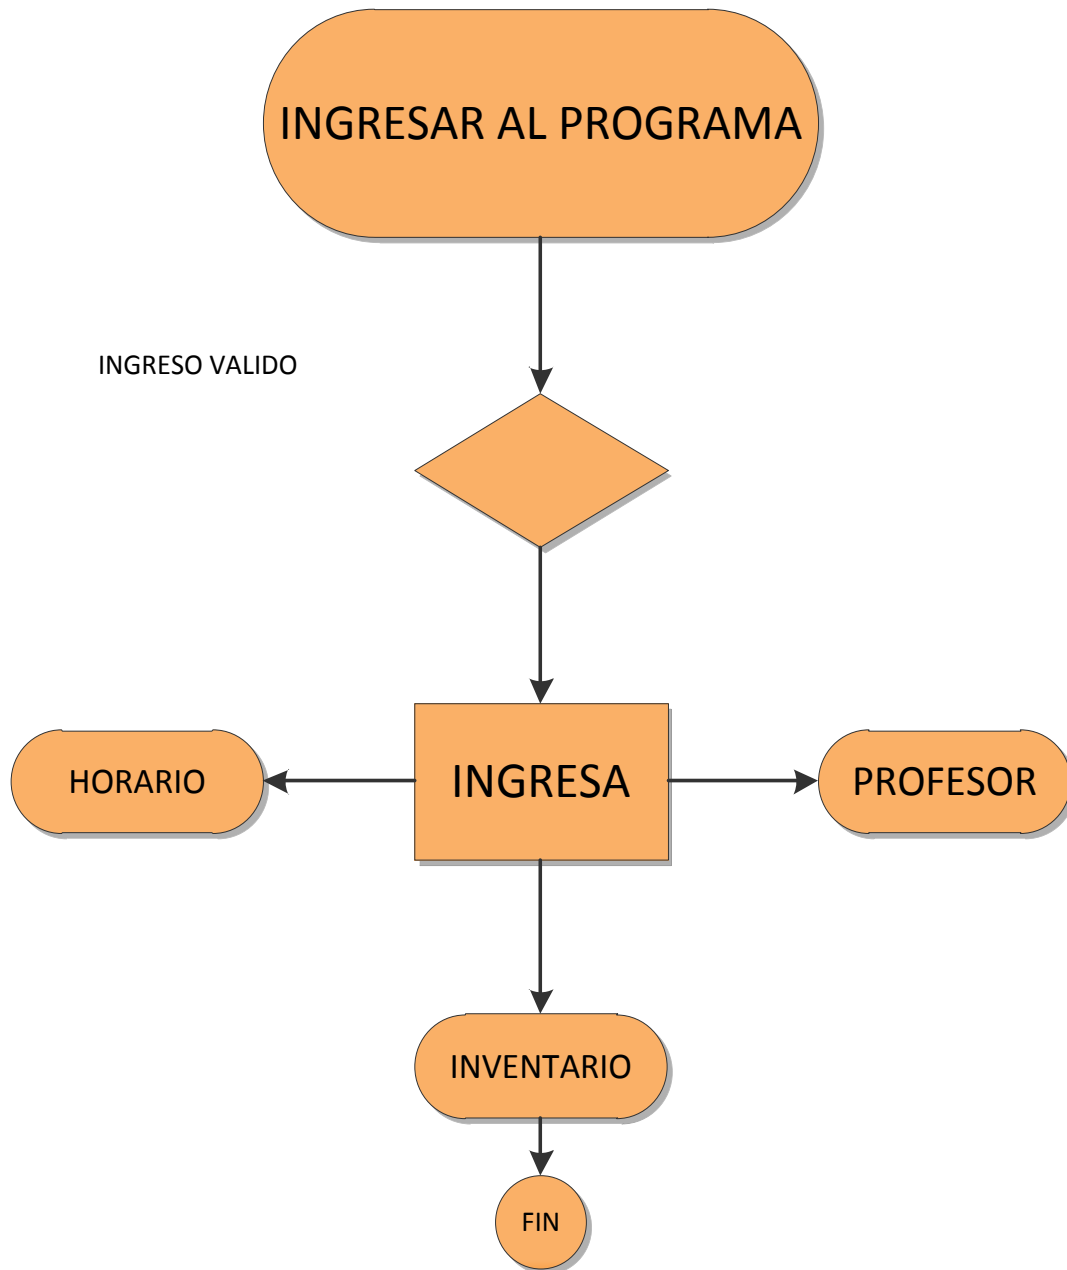 INGRESAR AL PROGRAMA
INGRESO VALIDO
HORARIO
INGRESA
PROFESOR
INVENTARIO
FIN